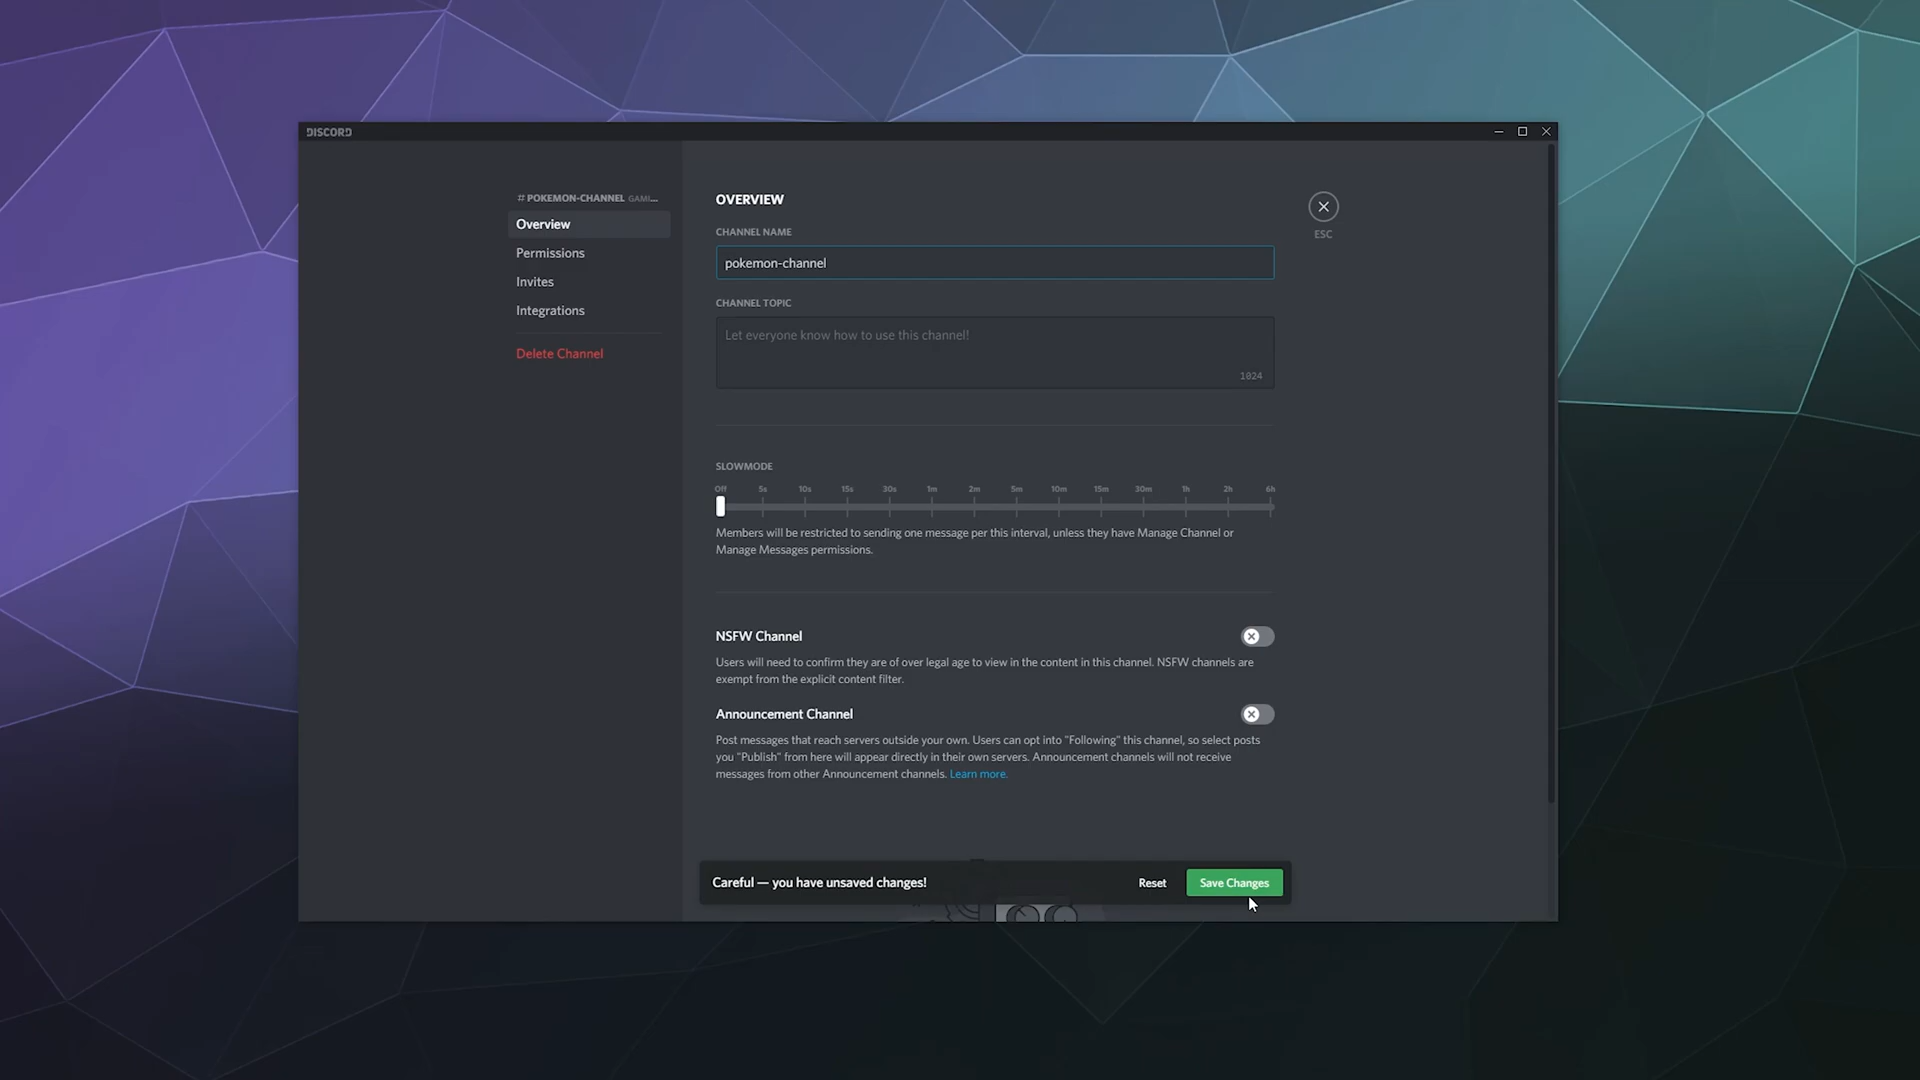 DISCORD
# POKEMON-CHANNEL GAMI...
Overview
Permissions
Invites
Integrations
Delete Channel
OVERVIEW
ESC
CHANNEL NAME
pokemon-channel
CHANNEL TOPIC
Let everyone know how to use this channel!
1024
SLOWMODE
Off 5s 10s 15s 30s 1m 2m 5m 10m 15m 30m 1h 2h 6h
Members will be restricted to sending one message per this interval, unless they have Manage Channel or
Manage Messages permissions.
NSFW Channel
Users will need to confirm they are of over legal age to view in the content in this channel. NSFW channels are
exempt from the explicit content filter.
Announcement Channel
Post messages that reach servers outside your own. Users can opt into "Following" this channel, so select posts
you "Publish" from here will appear directly in their own servers. Announcement channels will not receive
messages from other Announcement channels. Learn more.
Careful — you have unsaved changes! Reset Save Changes